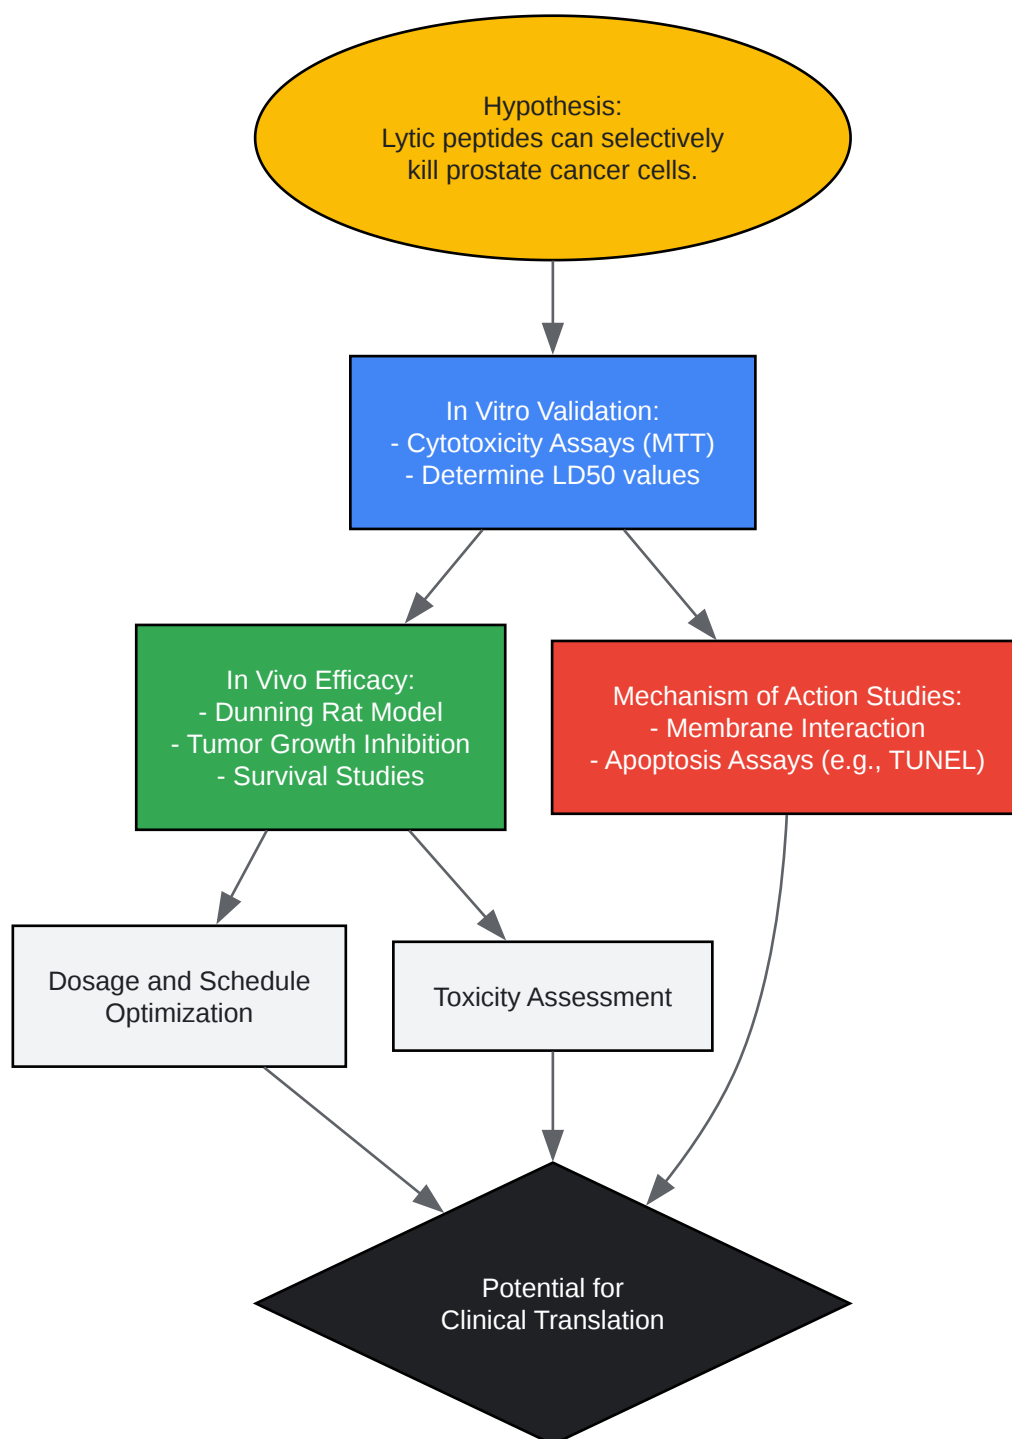 Hypothesis:
Lytic peptides can selectively
kill prostate cancer cells.
In Vitro Validation:
- Cytotoxicity Assays (MTT)
- Determine LD50 values
In Vivo Efficacy:
- Dunning Rat Model
- Tumor Growth Inhibition
- Survival Studies
Mechanism of Action Studies:
- Membrane Interaction
- Apoptosis Assays (e.g., TUNEL)
Dosage and Schedule
Optimization
Toxicity Assessment
Potential for
Clinical Translation